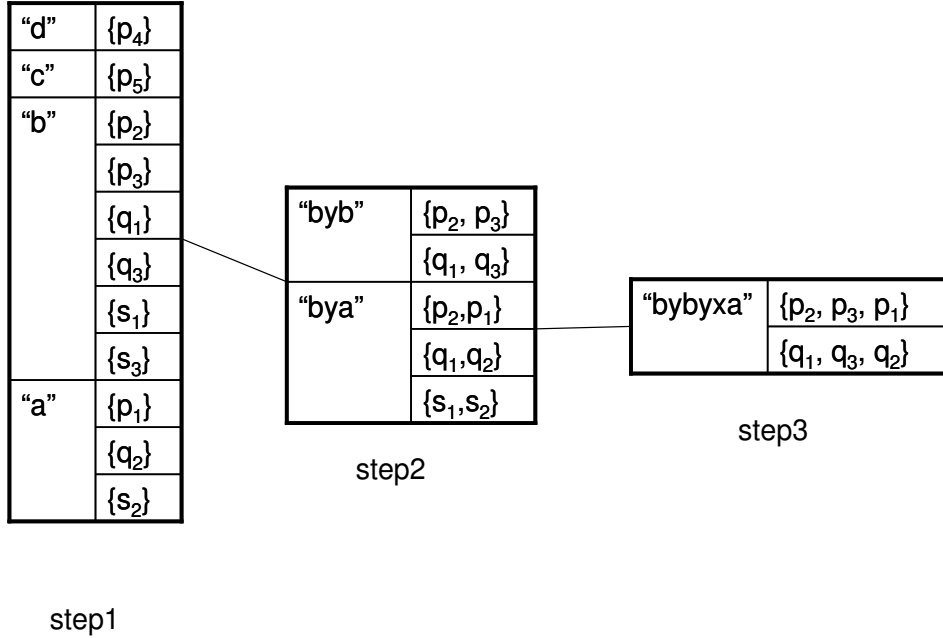 “d” {p₄}
“c” {p₅}
“b” {p₂}
{p₃}
{q₁}
{q₃}
{s₁}
{s₃}
“a” {p₁}
{q₂}
{s₂}
step1
“byb” {p₂, p₃}
{q₁, q₃}
“bya” {p₂,p₁}
{q₁,q₂}
{s₁,s₂}
step2
“bybyxa” {p₂, p₃, p₁}
{q₁, q₃, q₂}
step3